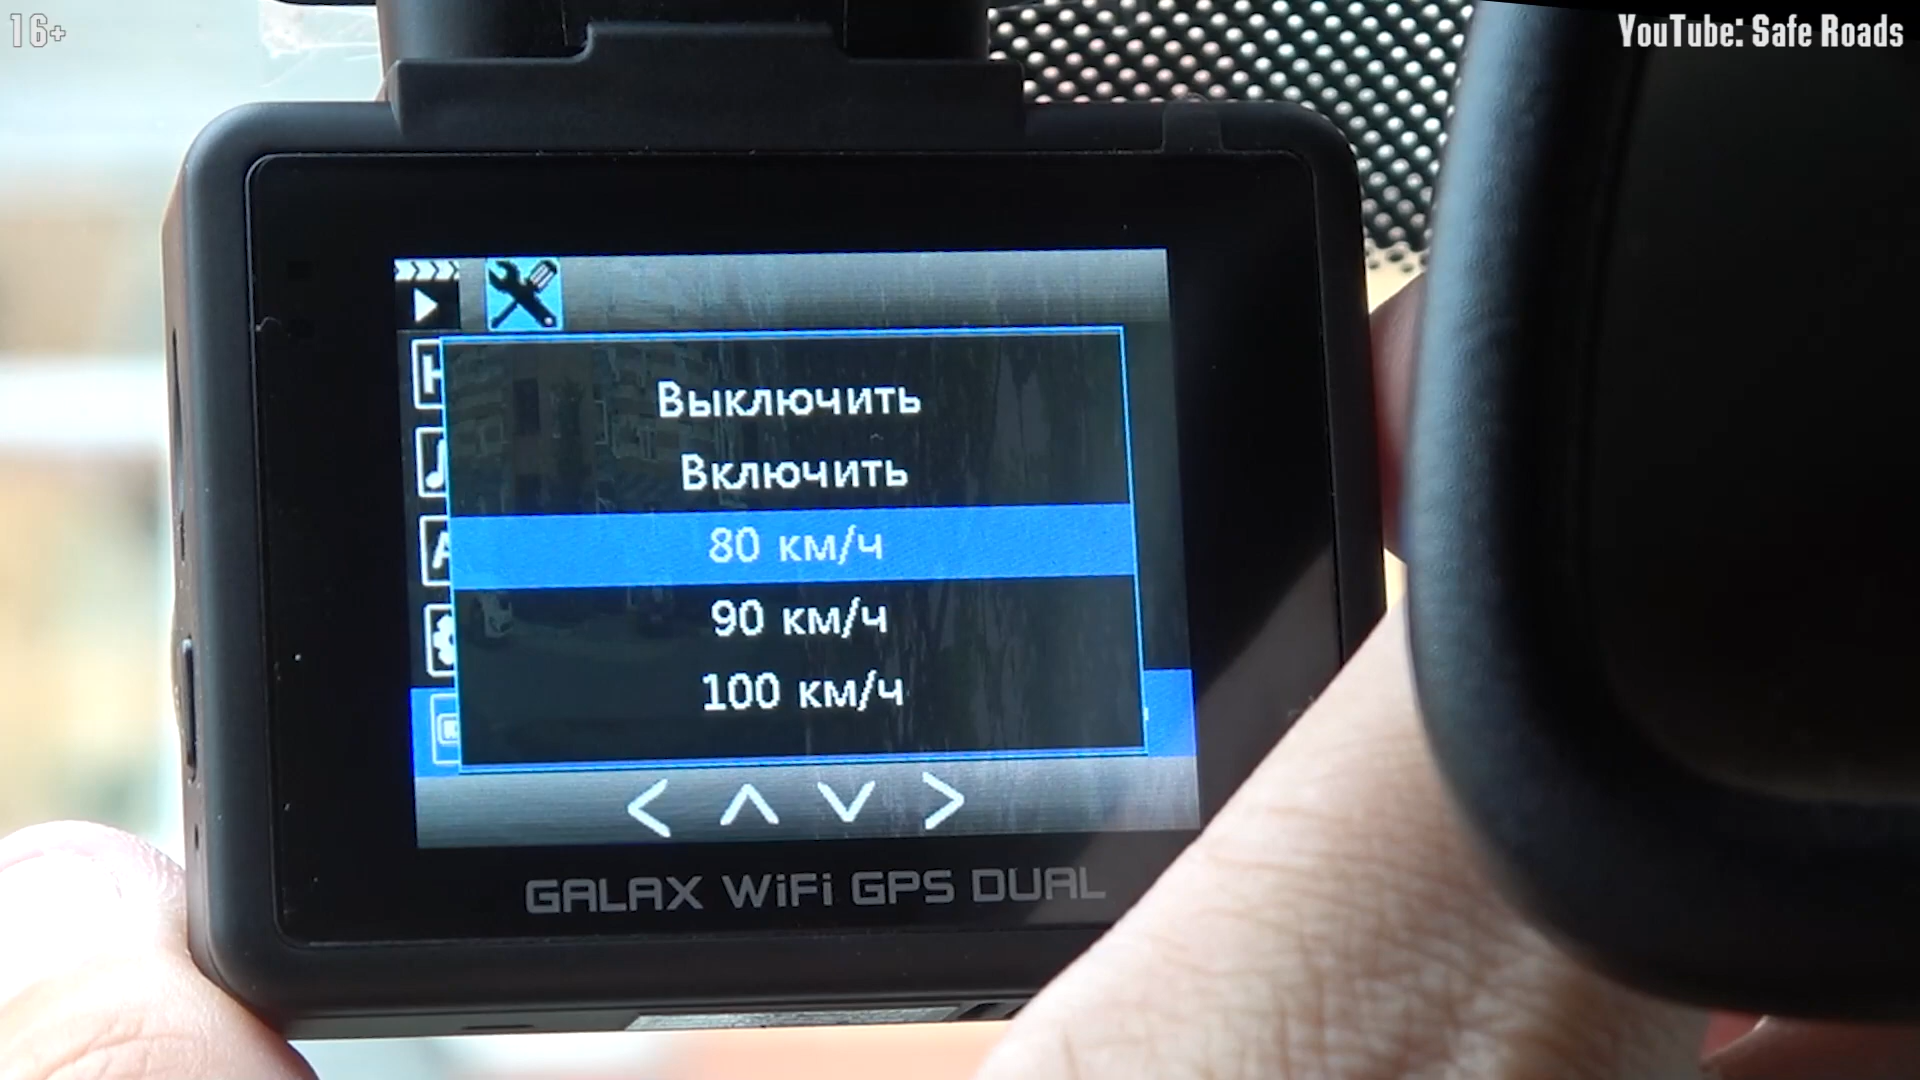 16+
YouTube: Safe Roads
Выключить
Включить
80 км/ч
90 км/ч
100 км/ч
GALAX WiFi GPS DUAL